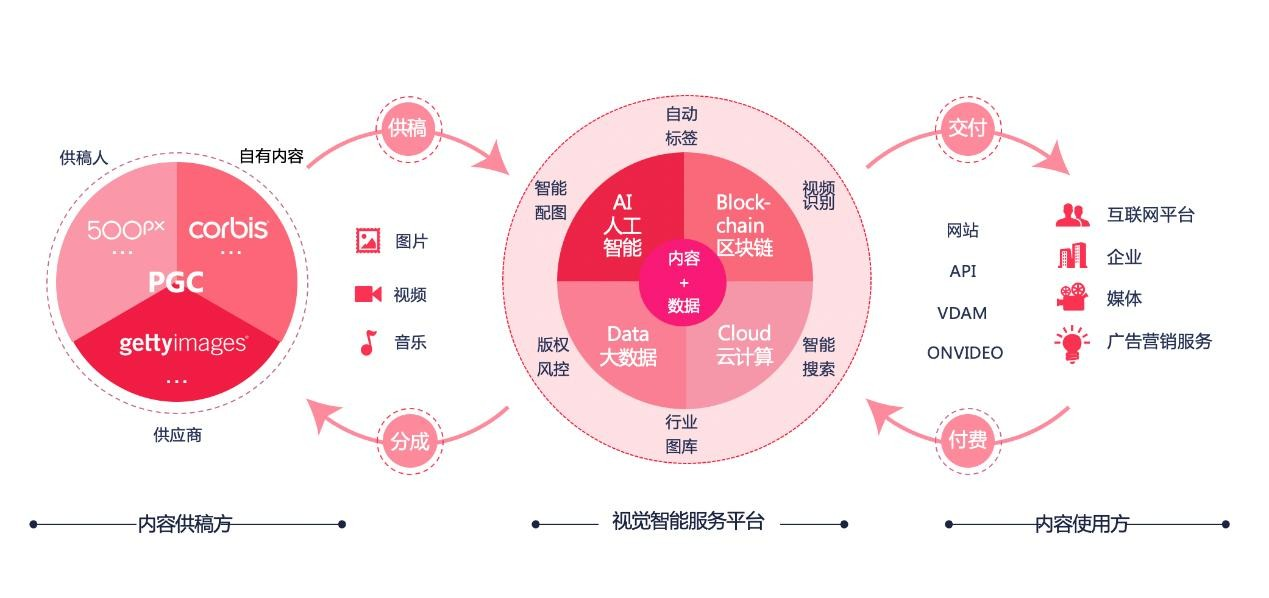 供稿人
自有内容
500px
...
corbis
...
PGC
gettyimages®
...
供应商
供稿
图片
视频
音乐
分成
自动
标签
智能
配图
视频
识别
AI
人工
智能
Block-
chain
区块链
内容
+
数据
Data
大数据
Cloud
云计算
版权
风控
智能
搜索
行业
图库
交付
网站
API
VDAM
ONVIDEO
互联网平台
企业
媒体
广告营销服务
付费
内容供稿方
视觉智能服务平台
内容使用方